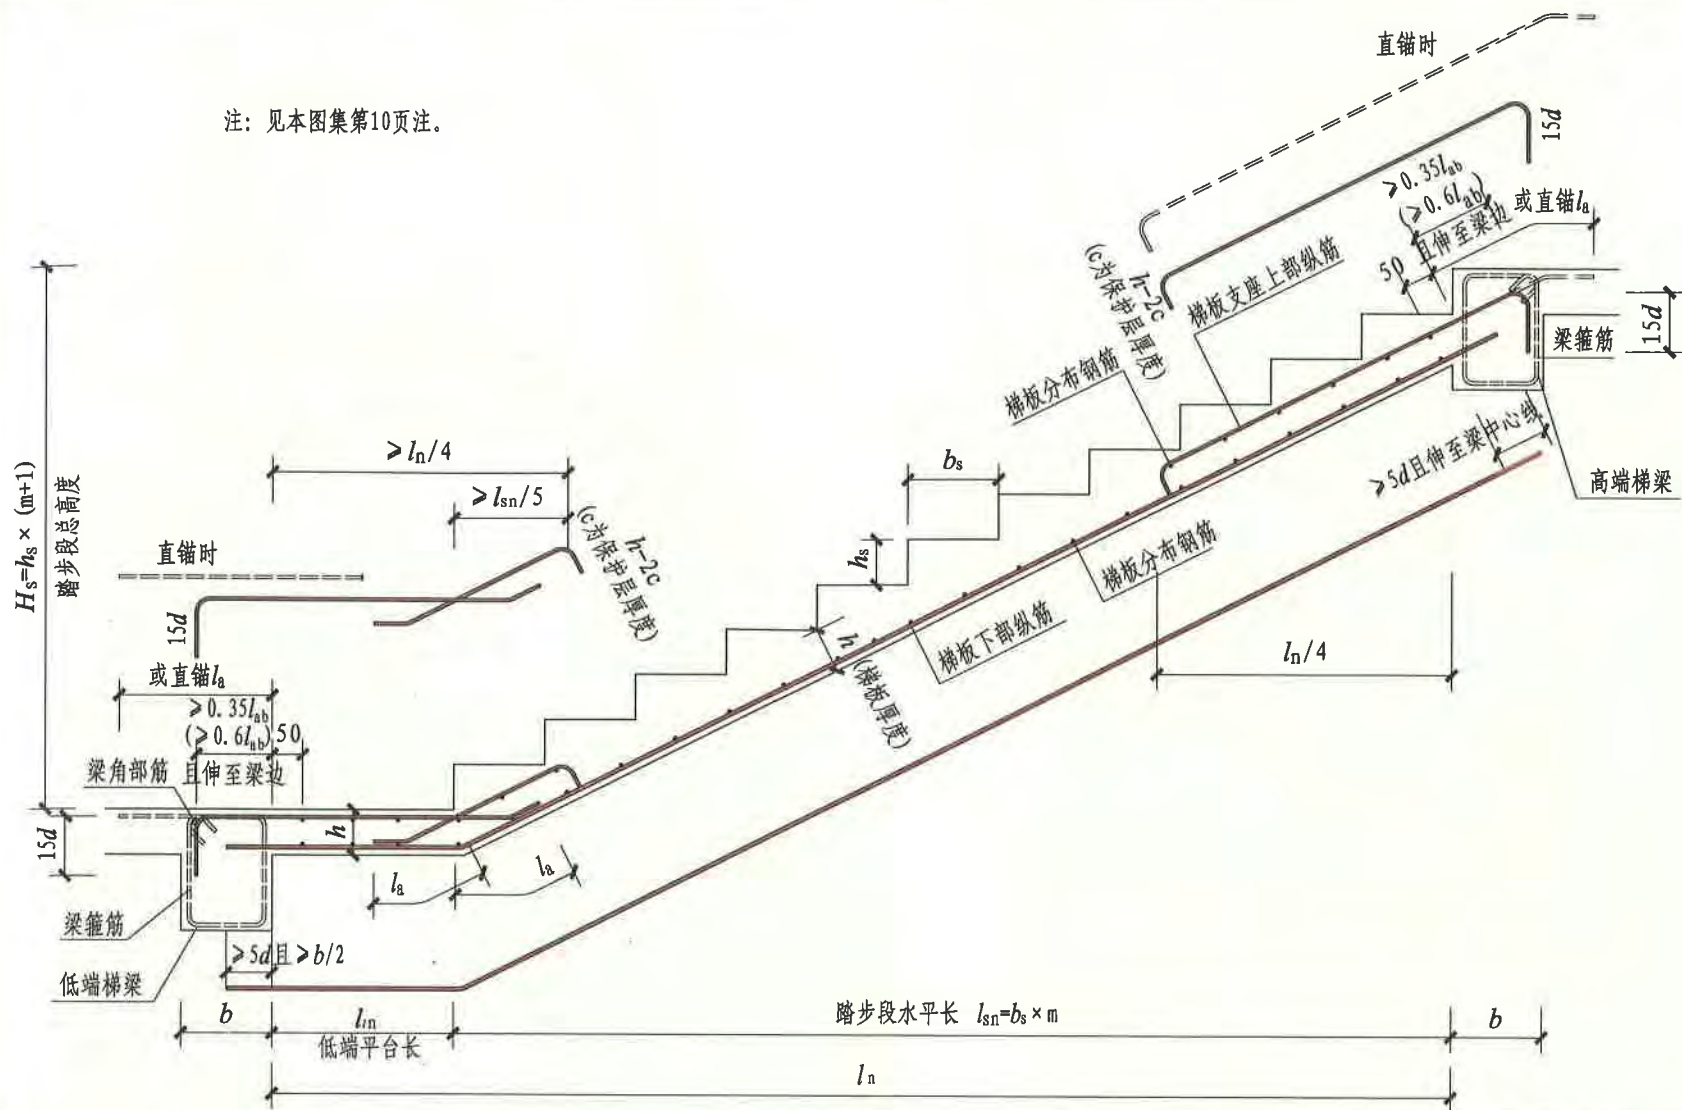 直锚时
注: 见本图集第10页注。
15d
≥0.35lab
(≥0.6lab)
且伸至梁边
或直锚la
50
h-2c
(c为保护层厚度)
梯板支座上部纵筋
梯板分布钢筋
15d
梁箍筋
高端梯梁
≥5d且伸至梁中心线
Hs=hs×(m+1)
踏步段总高度
≥ln/4
≥lsn/5
bs
hs
h-2c
(c为保护层厚度)
直锚时
15d
梯板分布钢筋
梯板下部纵筋
h
(梯板厚度)
ln/4
或直锚la
≥0.35lab
(≥0.6lab)
50
且伸至梁边
梁角部筋
15d
h
la
la
梁箍筋
≥5d且≥b/2
低端梯梁
b
lln
低端平台长
踏步段水平长 lsn=bs×m
b
ln